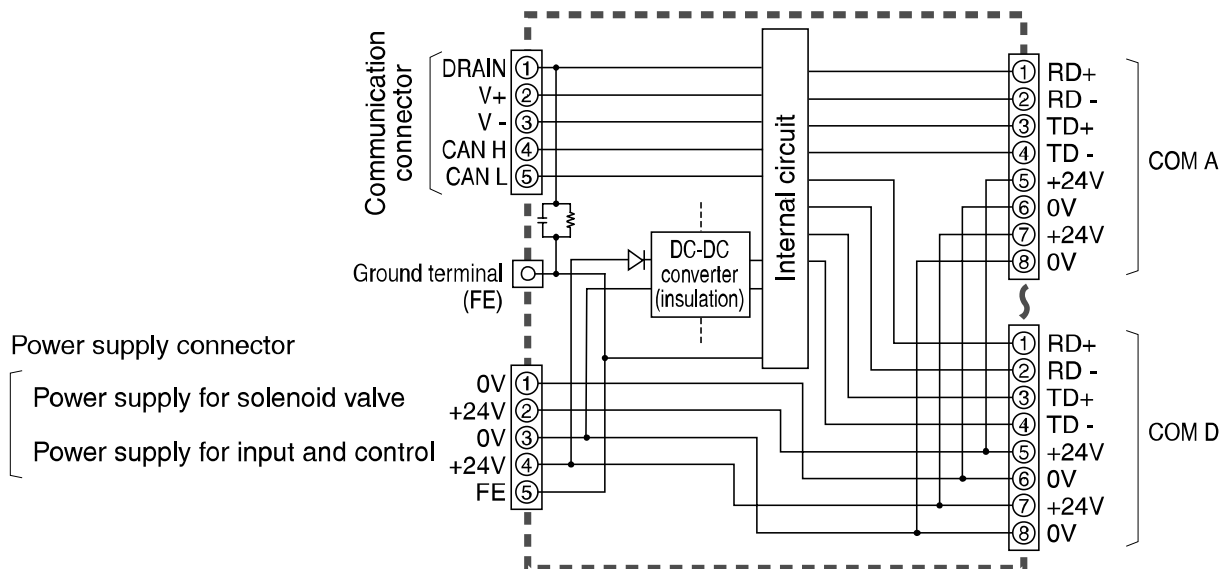 Communication
connector
DRAIN ①
V+ ②
V - ③
CAN H ④
CAN L ⑤
Ground terminal
(FE)
Power supply connector
Power supply for solenoid valve
Power supply for input and control
0V ①
+24V ②
0V ③
+24V ④
FE ⑤
DC-DC
converter
(insulation)
Internal circuit
① RD+
② RD -
③ TD+
④ TD -
⑤ +24V
⑥ 0V
⑦ +24V
⑧ 0V
COM A
① RD+
② RD -
③ TD+
④ TD -
⑤ +24V
⑥ 0V
⑦ +24V
⑧ 0V
COM D